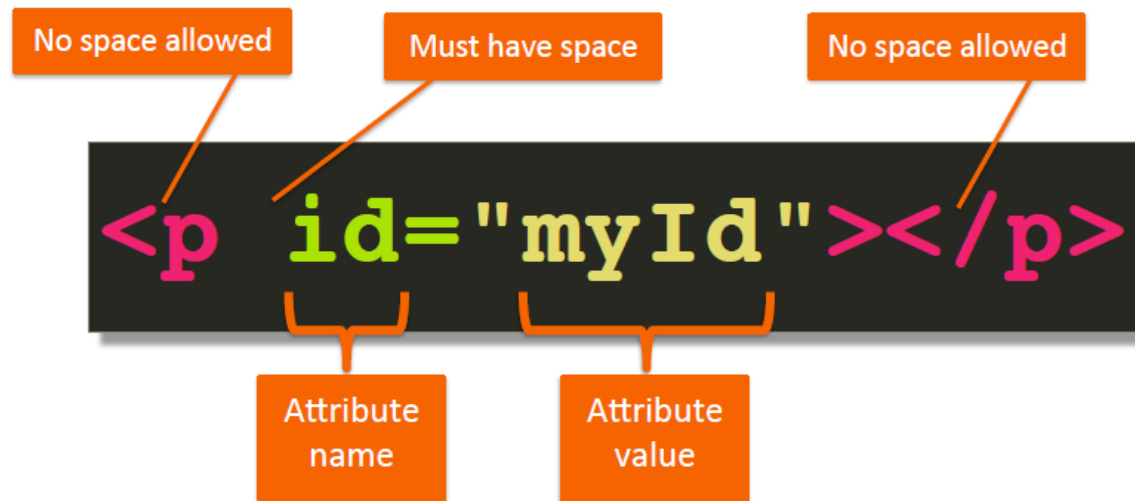 No space allowed
Must have space
No space allowed
<p id="myId"></p>
Attribute
name
Attribute
value